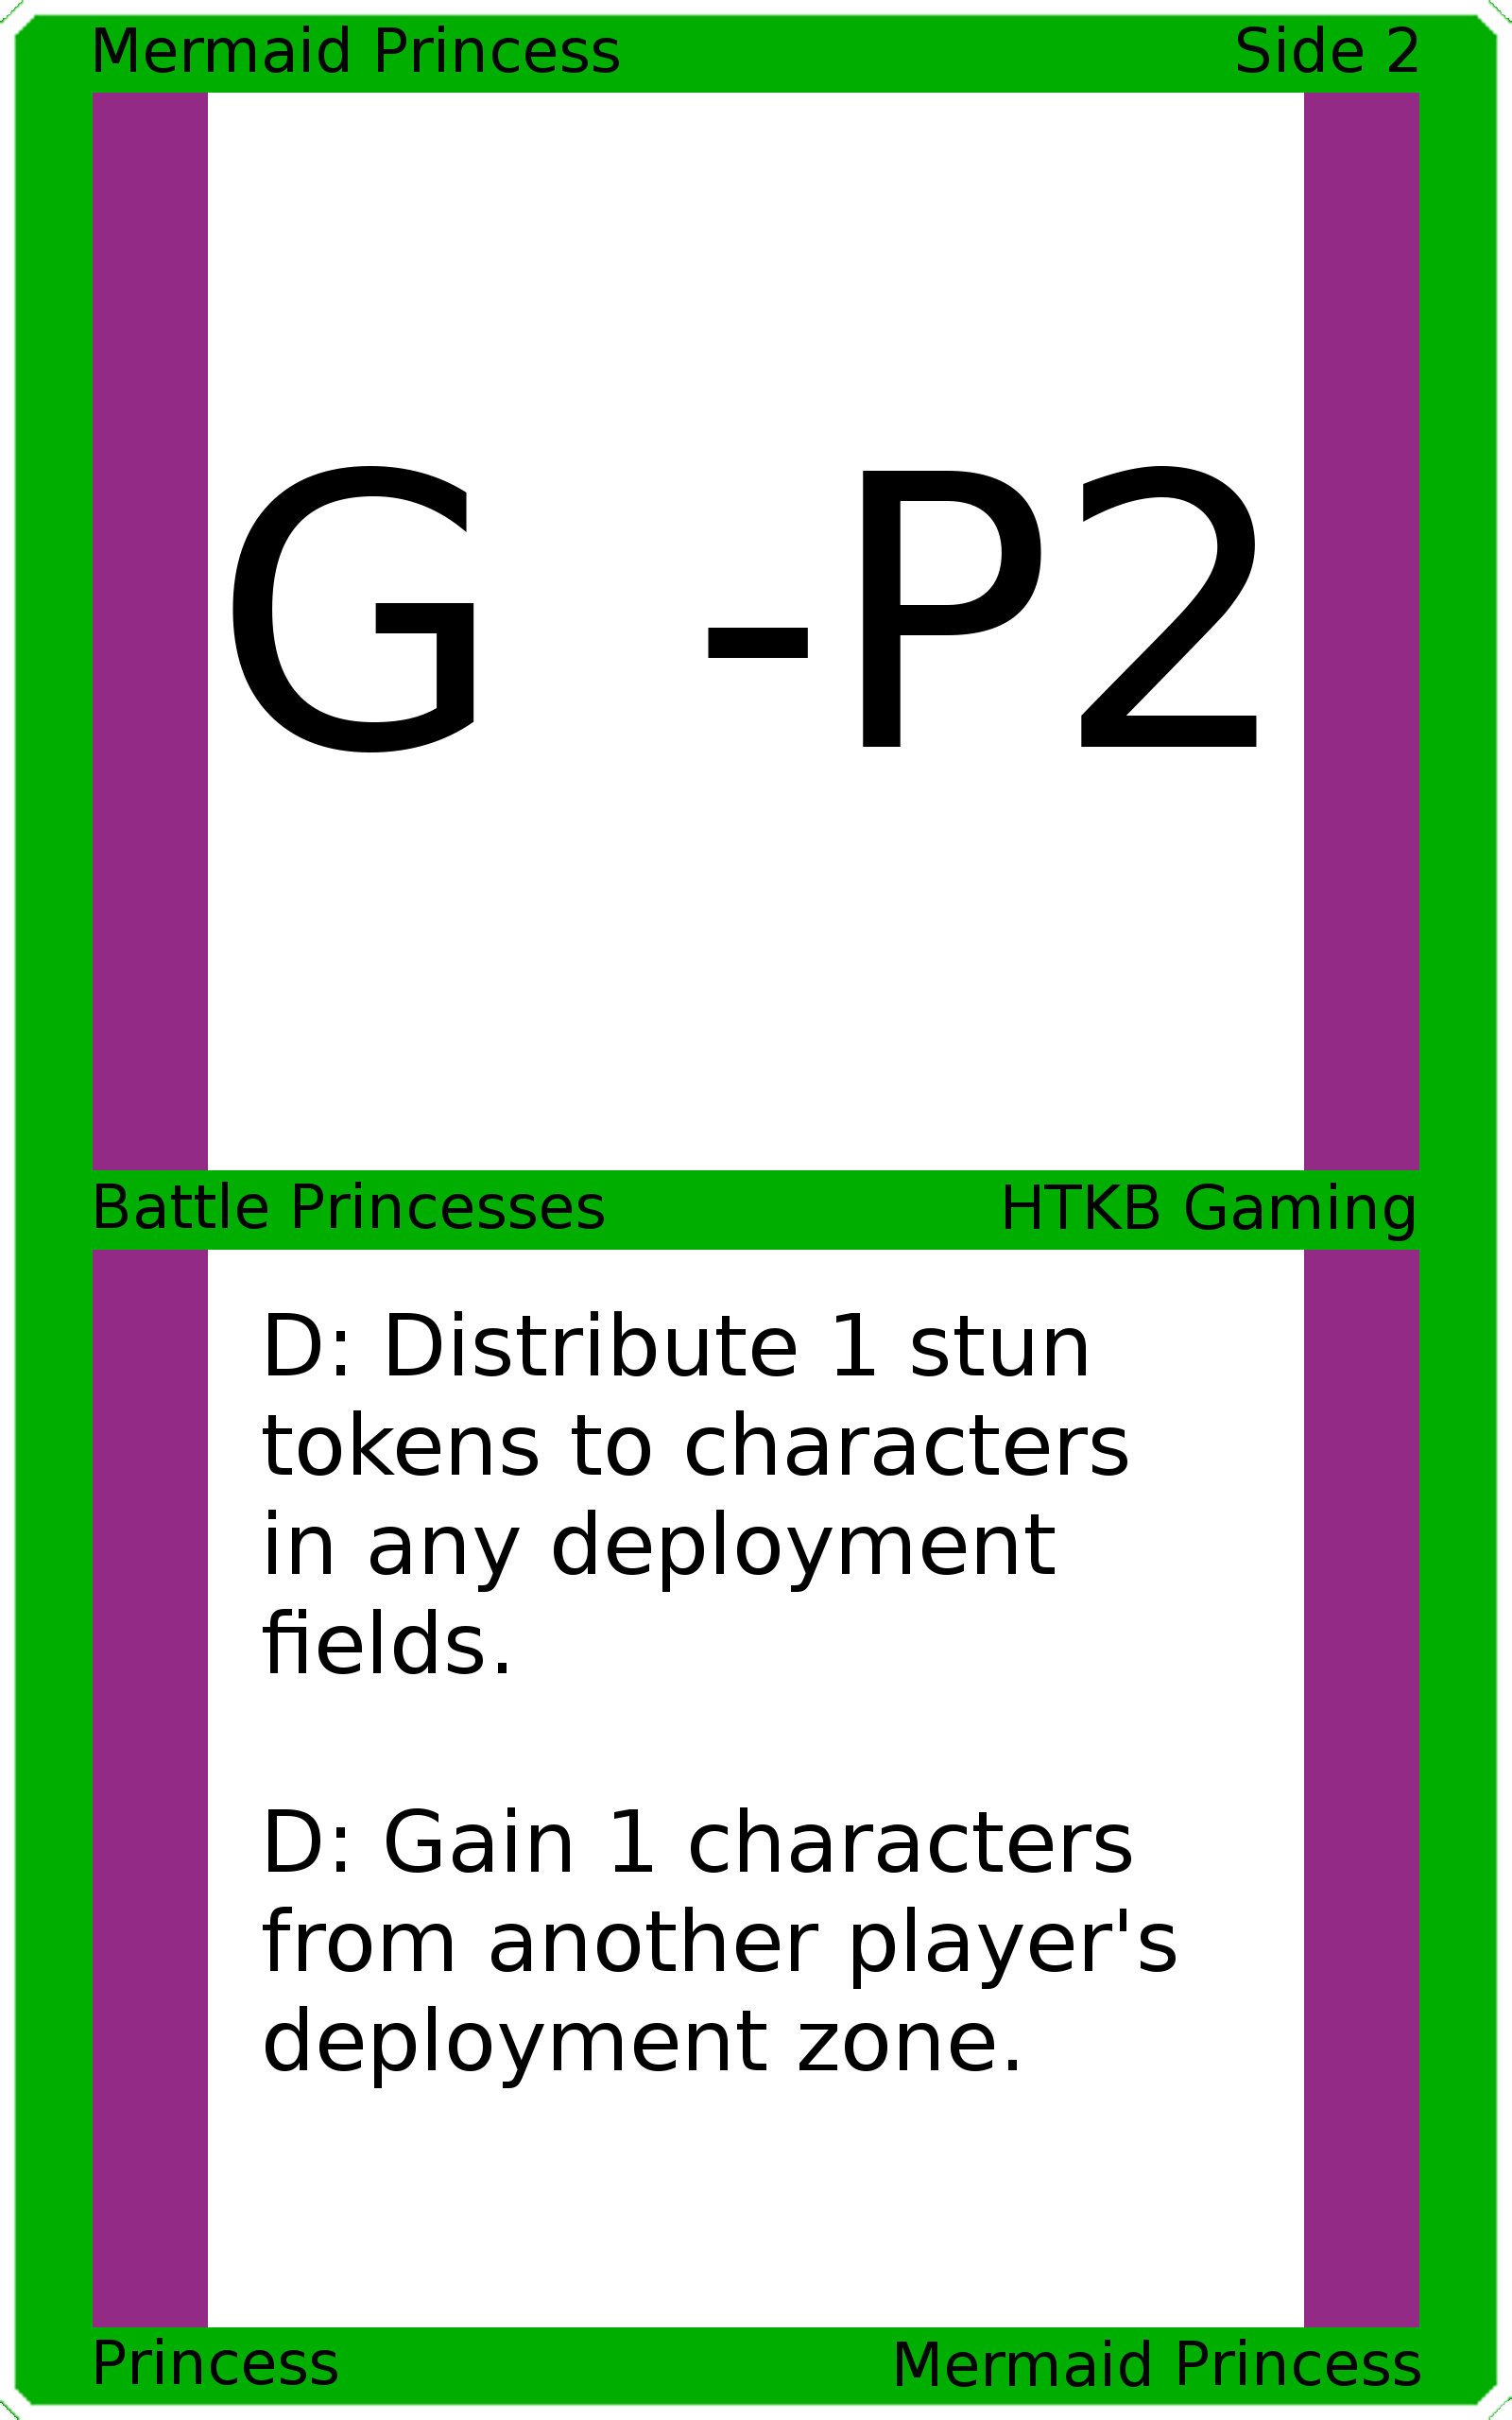 Mermaid Princess Side 2
G -P2
Battle Princesses HTKB Gaming
D: Distribute 1 stun
tokens to characters
in any deployment
fields.
D: Gain 1 characters
from another player's
deployment zone.
Princess Mermaid Princess